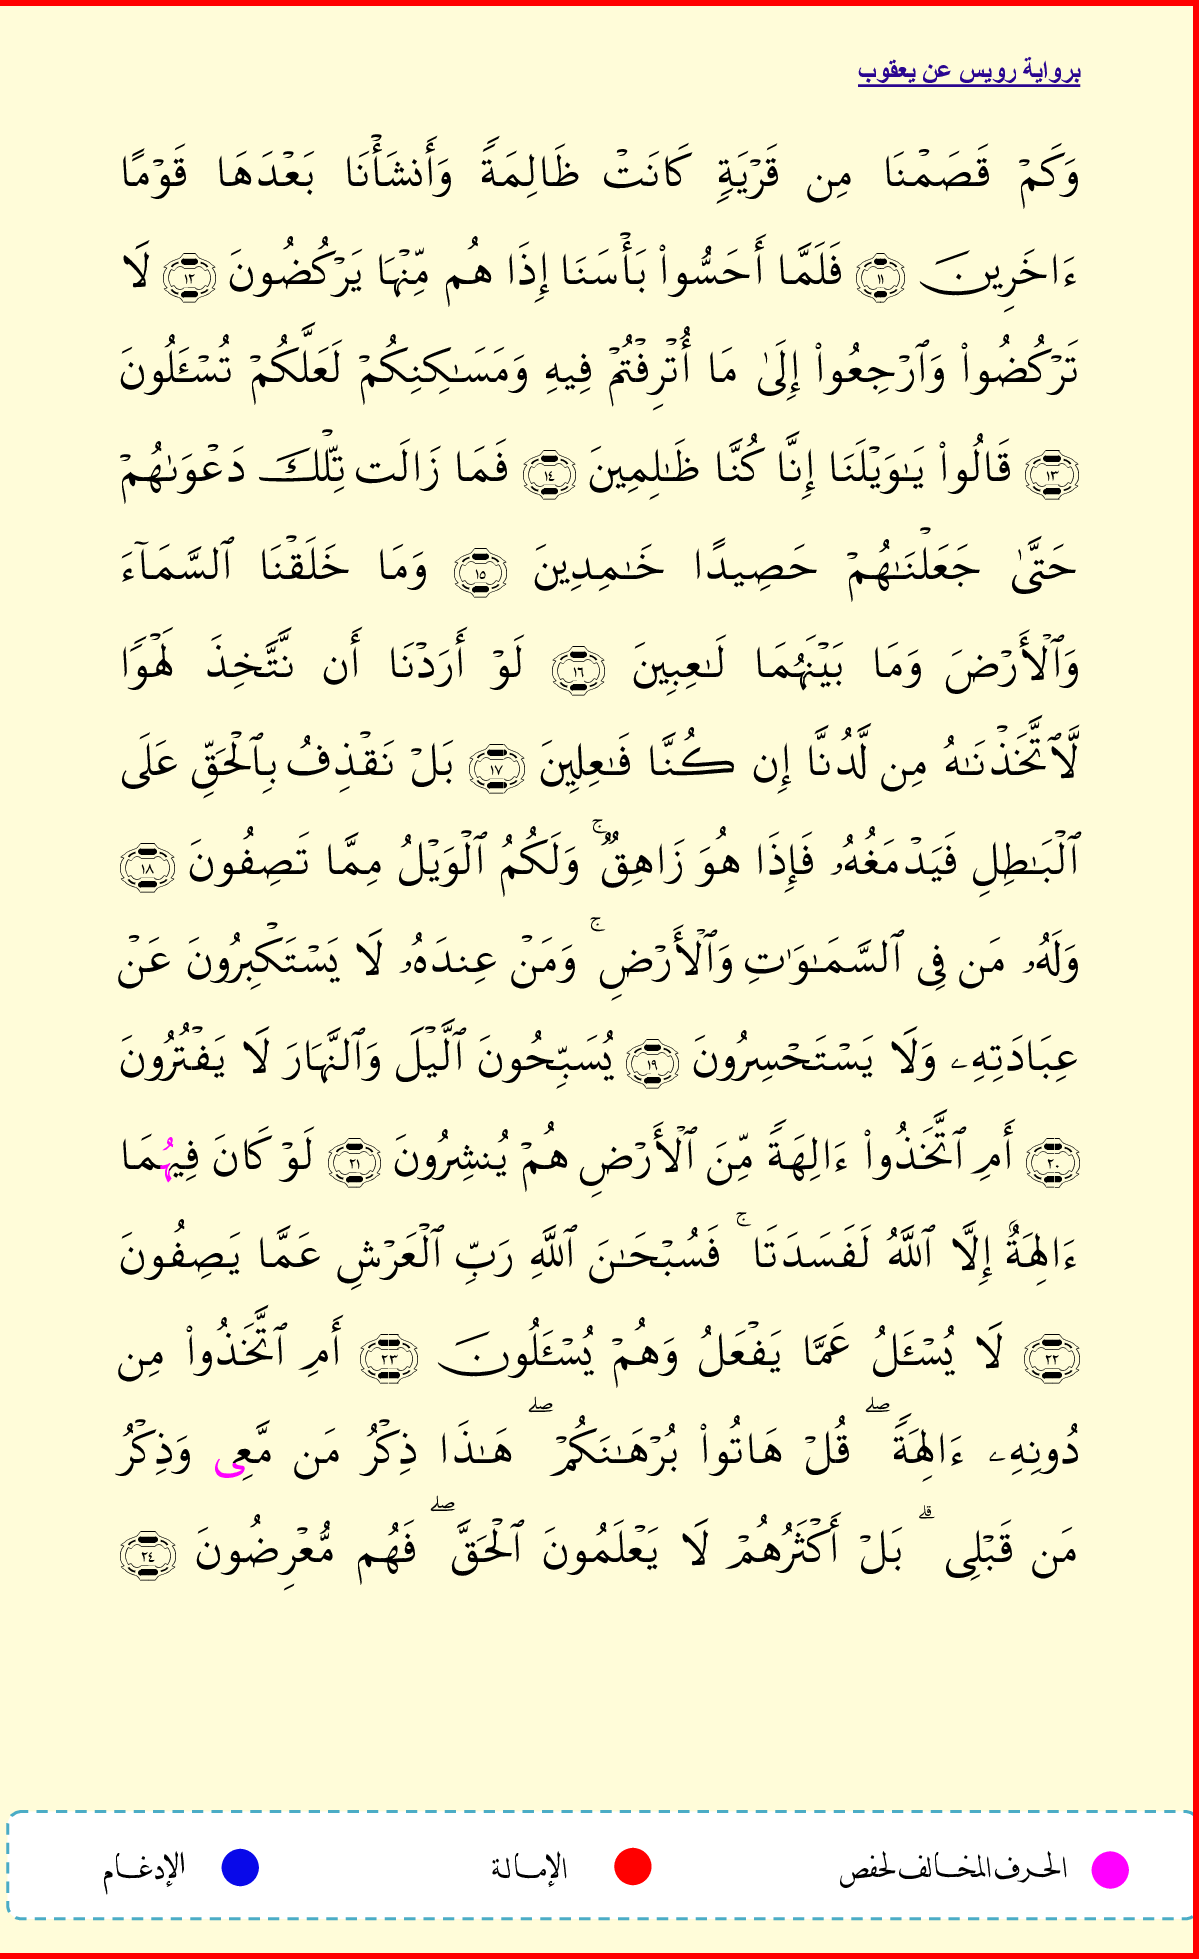 برواية رويس عن يعقوب
وَكَمۡ قَصَمۡنَا مِن قَرۡيَةٖ كَانَتۡ ظَالِمَةٗ وَأَنشَأۡنَا بَعۡدَهَا قَوۡمًا
ءَاخَرِينَ ١١ فَلَمَّا أَحَسُّواْ بَأۡسَنَا إِذَا هُم مِّنۡهَا يَرۡكُضُونَ ١٢ لَا
تَرۡكُضُواْ وَٱرۡجِعُواْ إِلَىٰ مَا أُتۡرِفۡتُمۡ فِيهِ وَمَسَٰكِنِكُمۡ لَعَلَّكُمۡ تُسۡـَٔلُونَ
١٣ قَالُواْ يَٰوَيۡلَنَا إِنَّا كُنَّا ظَٰلِمِينَ ١٤ فَمَا زَالَت تِّلۡكَ دَعۡوَىٰهُمۡ
حَتَّىٰ جَعَلۡنَٰهُمۡ حَصِيدًا خَٰمِدِينَ ١٥ وَمَا خَلَقۡنَا ٱلسَّمَآءَ
وَٱلۡأَرۡضَ وَمَا بَيۡنَهُمَا لَٰعِبِينَ ١٦ لَوۡ أَرَدۡنَا أَن نَّتَّخِذَ لَهۡوٗا
لَّٱتَّخَذۡنَٰهُ مِن لَّدُنَّا إِن كُنَّا فَٰعِلِينَ ١٧ بَلۡ نَقۡذِفُ بِٱلۡحَقِّ عَلَى
ٱلۡبَٰطِلِ فَيَدۡمَغُهُۥ فَإِذَا هُوَ زَاهِقٞۚ وَلَكُمُ ٱلۡوَيۡلُ مِمَّا تَصِفُونَ ١٨
وَلَهُۥ مَن فِي ٱلسَّمَٰوَٰتِ وَٱلۡأَرۡضِۚ وَمَنۡ عِندَهُۥ لَا يَسۡتَكۡبِرُونَ عَنۡ
عِبَادَتِهِۦ وَلَا يَسۡتَحۡسِرُونَ ١٩ يُسَبِّحُونَ ٱلَّيۡلَ وَٱلنَّهَارَ لَا يَفۡتُرُونَ
٢٠ أَمِ ٱتَّخَذُواْ ءَالِهَةٗ مِّنَ ٱلۡأَرۡضِ هُمۡ يُنشِرُونَ ٢١ لَوۡ كَانَ فِيهُمَا
ءَالِهَةٌ إِلَّا ٱللَّهُ لَفَسَدَتَاۚ فَسُبۡحَٰنَ ٱللَّهِ رَبِّ ٱلۡعَرۡشِ عَمَّا يَصِفُونَ
٢٢ لَا يُسۡـَٔلُ عَمَّا يَفۡعَلُ وَهُمۡ يُسۡـَٔلُونَ ٢٣ أَمِ ٱتَّخَذُواْ مِن
دُونِهِۦ ءَالِهَةٗۖ قُلۡ هَاتُواْ بُرۡهَٰنَكُمۡۖ هَٰذَا ذِكۡرُ مَن مَّعِي وَذِكۡرُ
مَن قَبۡلِيۗ بَلۡ أَكۡثَرُهُمۡ لَا يَعۡلَمُونَ ٱلۡحَقَّۖ فَهُم مُّعۡرِضُونَ ٢٤
الحرف المخالف لحفص الإمالة الإدغام